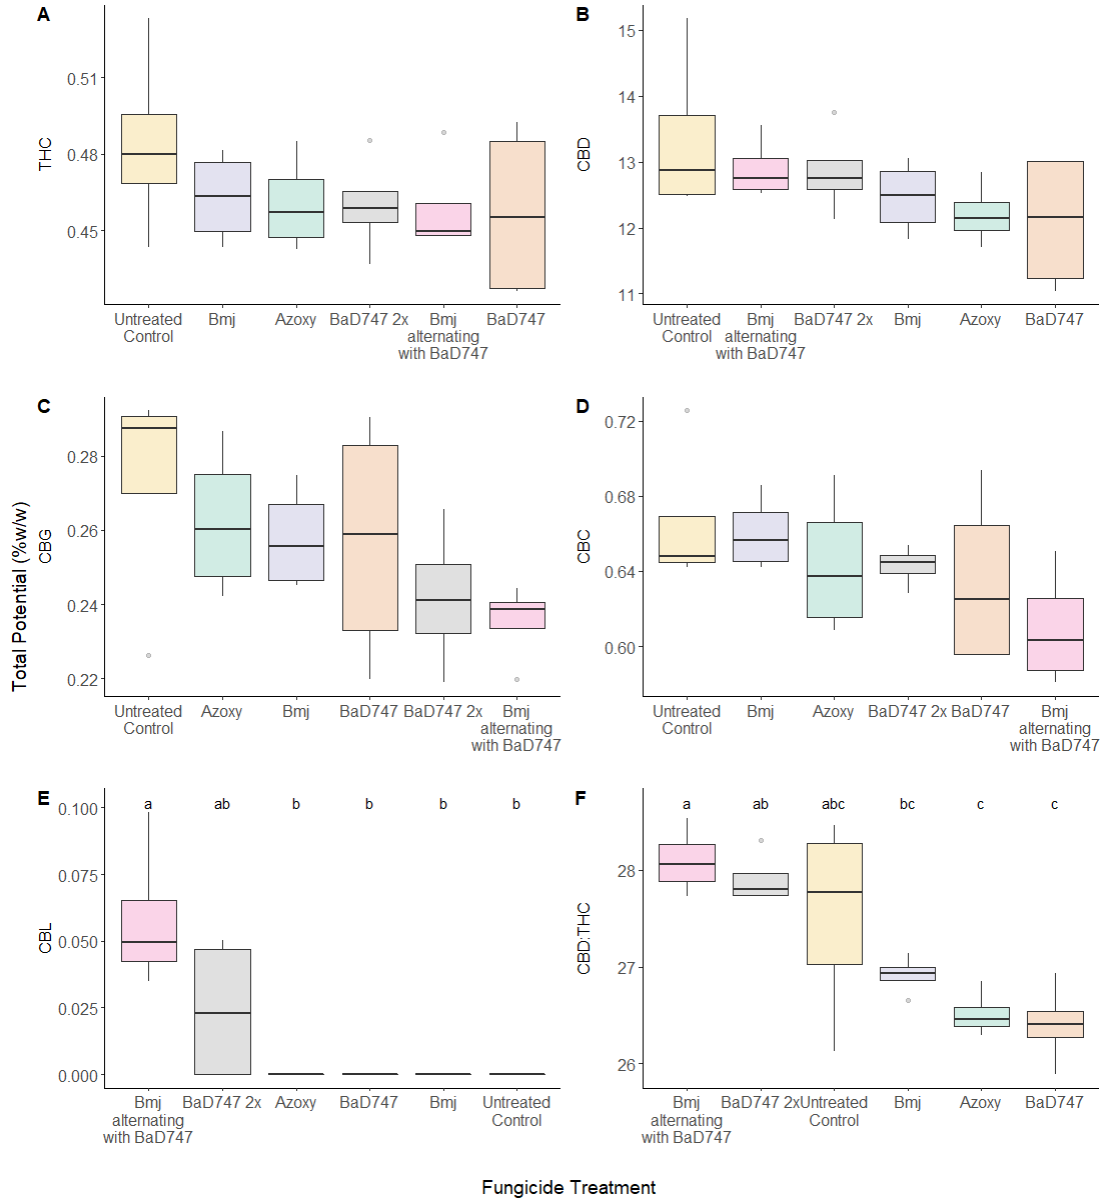 A
THC
0.51
0.48
0.45
Untreated
Control
Bmj
Azoxy
BaD747 2x
Bmj
alternating
with BaD747
BaD747
B
CBD
15
14
13
12
11
Untreated
Control
Bmj
alternating
with BaD747
BaD747 2x
Bmj
Azoxy
BaD747
Total Potential (%w/w)
C
CBG
0.28
0.26
0.24
0.22
Untreated
Control
Azoxy
Bmj
BaD747
BaD747 2x
Bmj
alternating
with BaD747
D
CBC
0.72
0.68
0.64
0.60
Untreated
Control
Bmj
Azoxy
BaD747 2x
BaD747
Bmj
alternating
with BaD747
E
CBL
0.100
0.075
0.050
0.025
0.000
a ab b b b b
Bmj
alternating
with BaD747
BaD747 2x
Azoxy
BaD747
Bmj
Untreated
Control
F
CBD:THC
28
27
26
a ab abc bc c c
Bmj
alternating
with BaD747
BaD747 2x
Untreated
Control
Bmj
Azoxy
BaD747
Fungicide Treatment